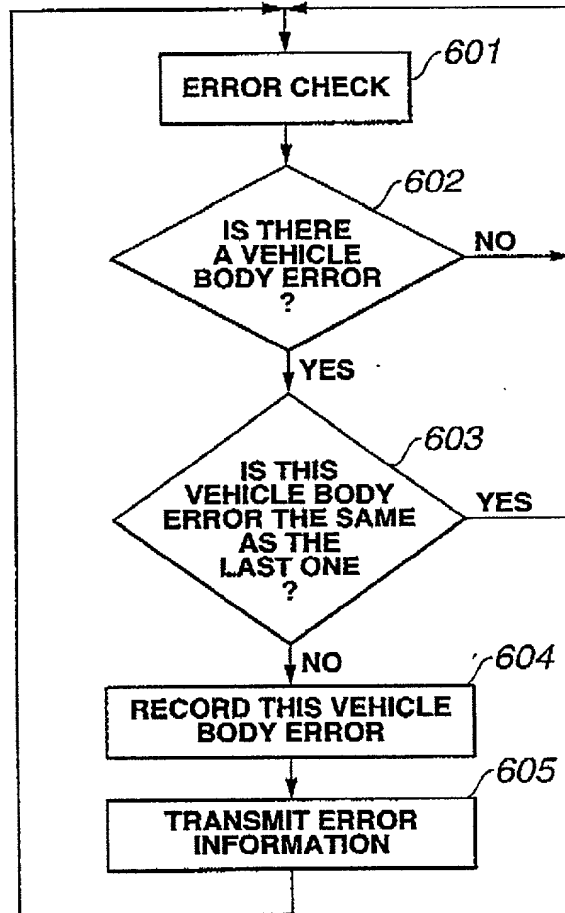 601
ERROR CHECK
602
IS THERE
A VEHICLE
BODY ERROR
?
NO
YES
603
IS THIS
VEHICLE BODY
ERROR THE SAME
AS THE
LAST ONE
?
YES
NO
604
RECORD THIS VEHICLE
BODY ERROR
605
TRANSMIT ERROR
INFORMATION